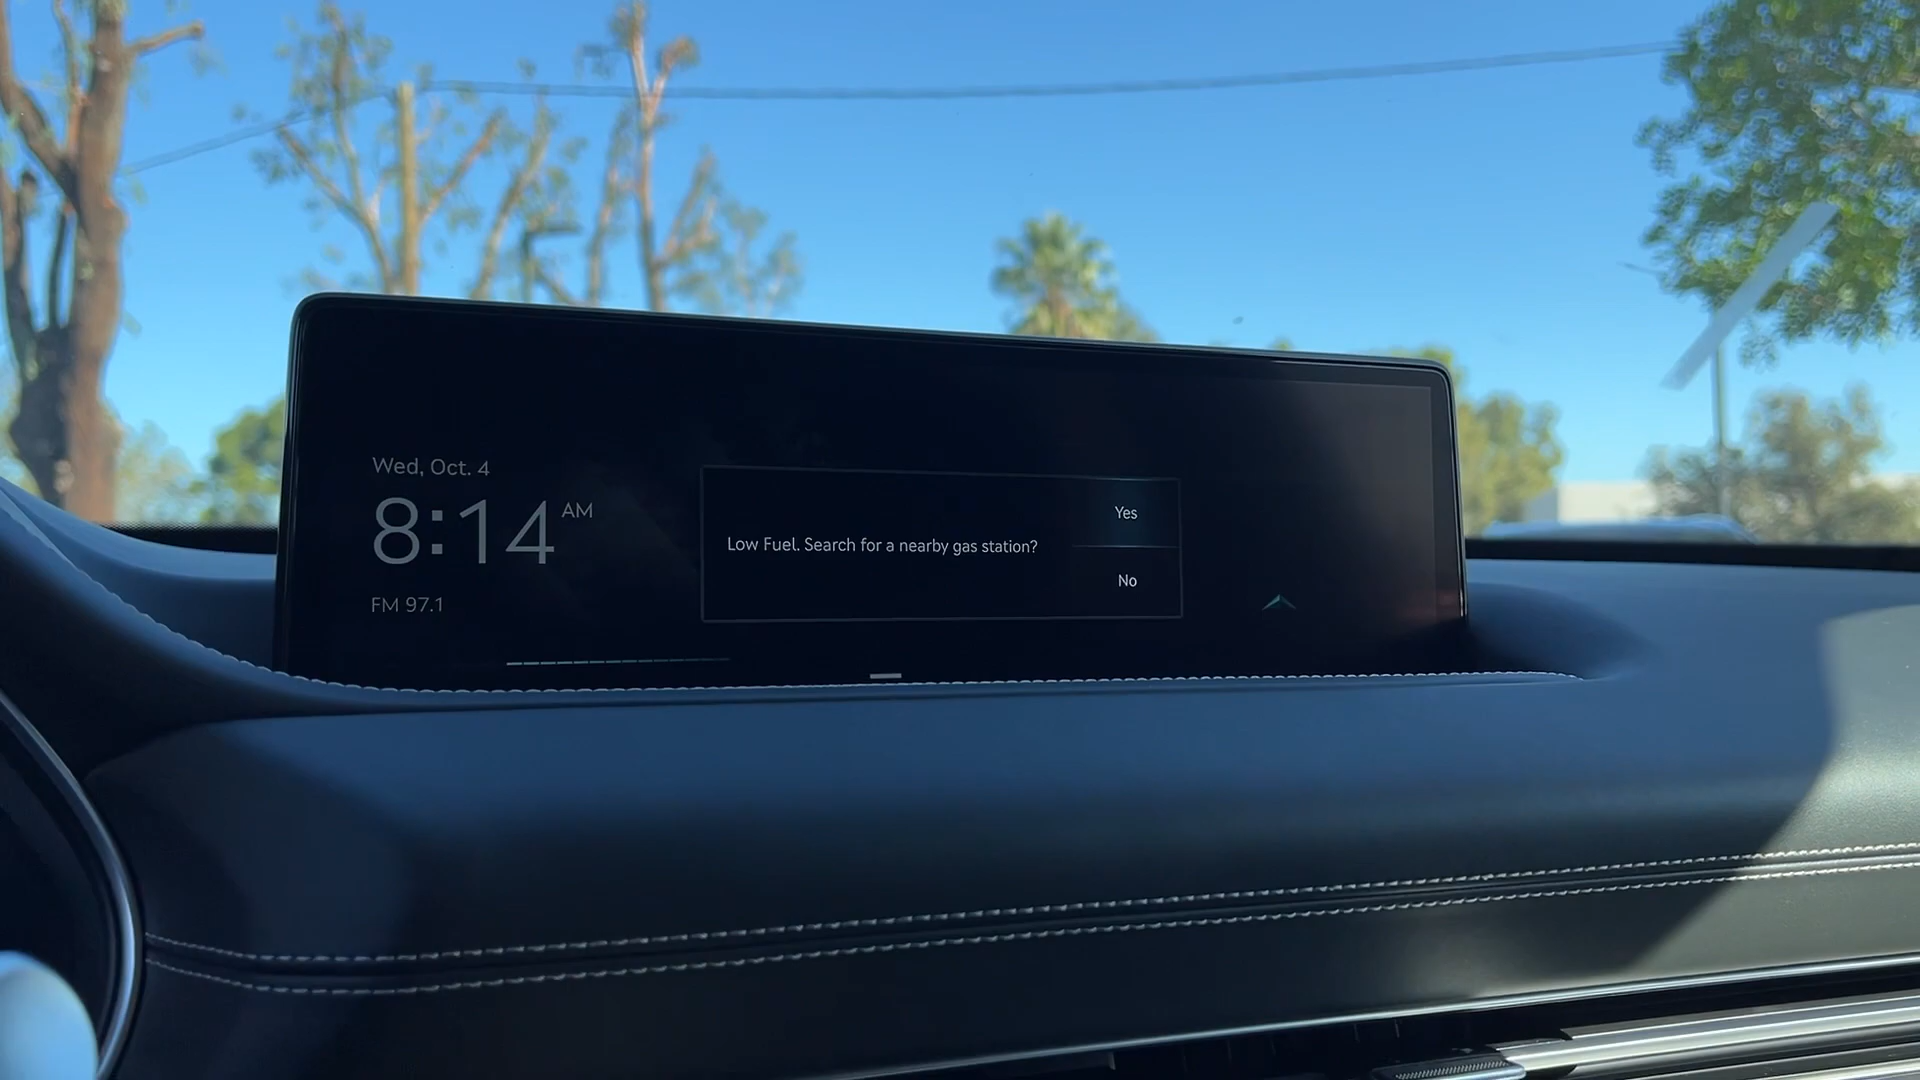 Wed, Oct. 4
8:14 AM
FM 97.1
Low Fuel. Search for a nearby gas station?
Yes
No